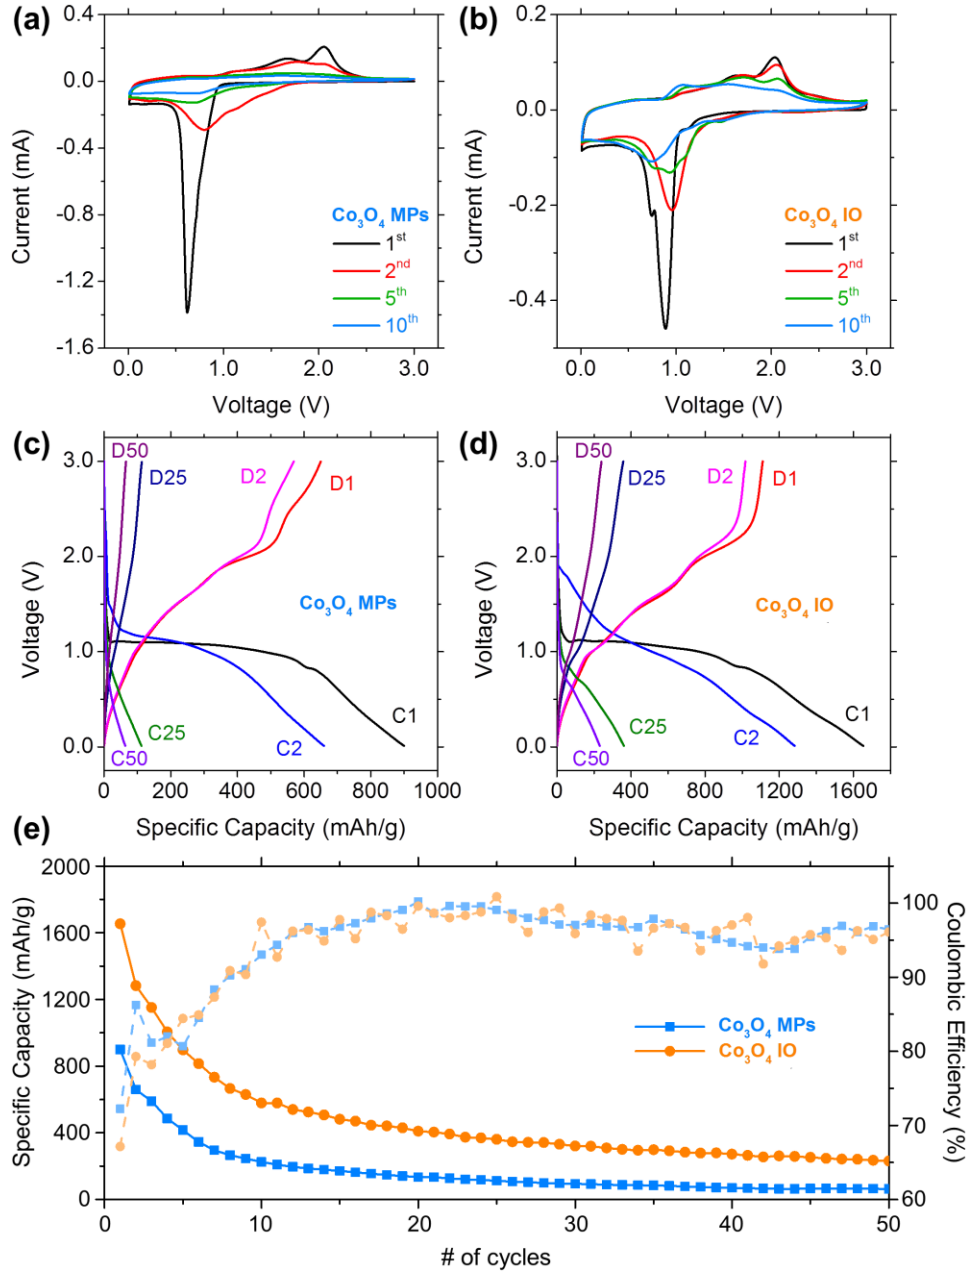 (a)
0.4
0.0
-0.4
-0.8
-1.2
-1.6
Current (mA)
Co₃O₄ MPs
1st
2nd
5th
10th
0.0 1.0 2.0 3.0
Voltage (V)
(b)
0.2
0.0
-0.2
-0.4
Current (mA)
Co₃O₄ IO
1st
2nd
5th
10th
0.0 1.0 2.0 3.0
Voltage (V)
(c)
3.0
2.0
1.0
0.0
Voltage (V)
D50
D25
D2
D1
Co₃O₄ MPs
C1
C2
C25
C50
0 200 400 600 800 1000
Specific Capacity (mAh/g)
(d)
3.0
2.0
1.0
0.0
Voltage (V)
D50
D25
D2
D1
Co₃O₄ IO
C1
C2
C25
C50
0 400 800 1200 1600
Specific Capacity (mAh/g)
(e)
2000
1600
1200
800
400
0
Specific Capacity (mAh/g)
Co₃O₄ MPs
Co₃O₄ IO
100
90
80
70
60
Coulombic Efficiency (%)
0 10 20 30 40 50
# of cycles